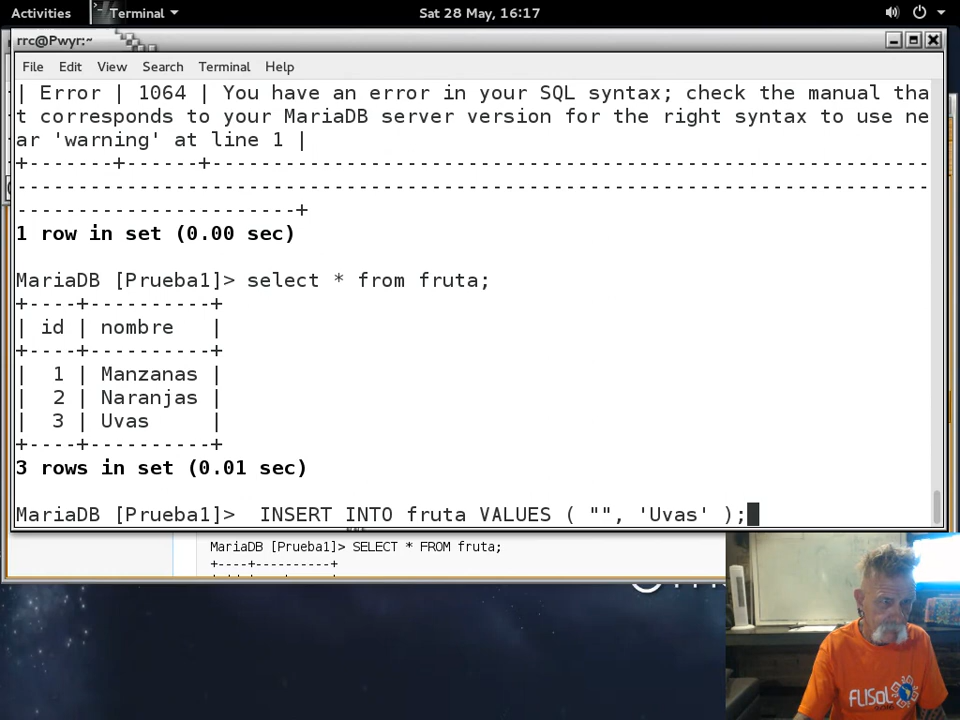 Activities Terminal Sat 28 May, 16:17
rrc@Pwyr:~
File Edit View Search Terminal Help
| Error | 1064 | You have an error in your SQL syntax; check the manual tha
t corresponds to your MariaDB server version for the right syntax to use ne
ar 'warning' at line 1 |
+-------+------+-----------------------------------------------------------
---------------------------------------------------------------------------
-----------------------+
1 row in set (0.00 sec)
MariaDB [Prueba1]> select * from fruta;
+----+----------+
| id | nombre   |
+----+----------+
|  1 | Manzanas |
|  2 | Naranjas |
|  3 | Uvas     |
+----+----------+
3 rows in set (0.01 sec)
MariaDB [Prueba1]>  INSERT INTO fruta VALUES ( "", 'Uvas' );
MariaDB [Prueba1]> SELECT * FROM fruta;
+----+----------+
FLISoL